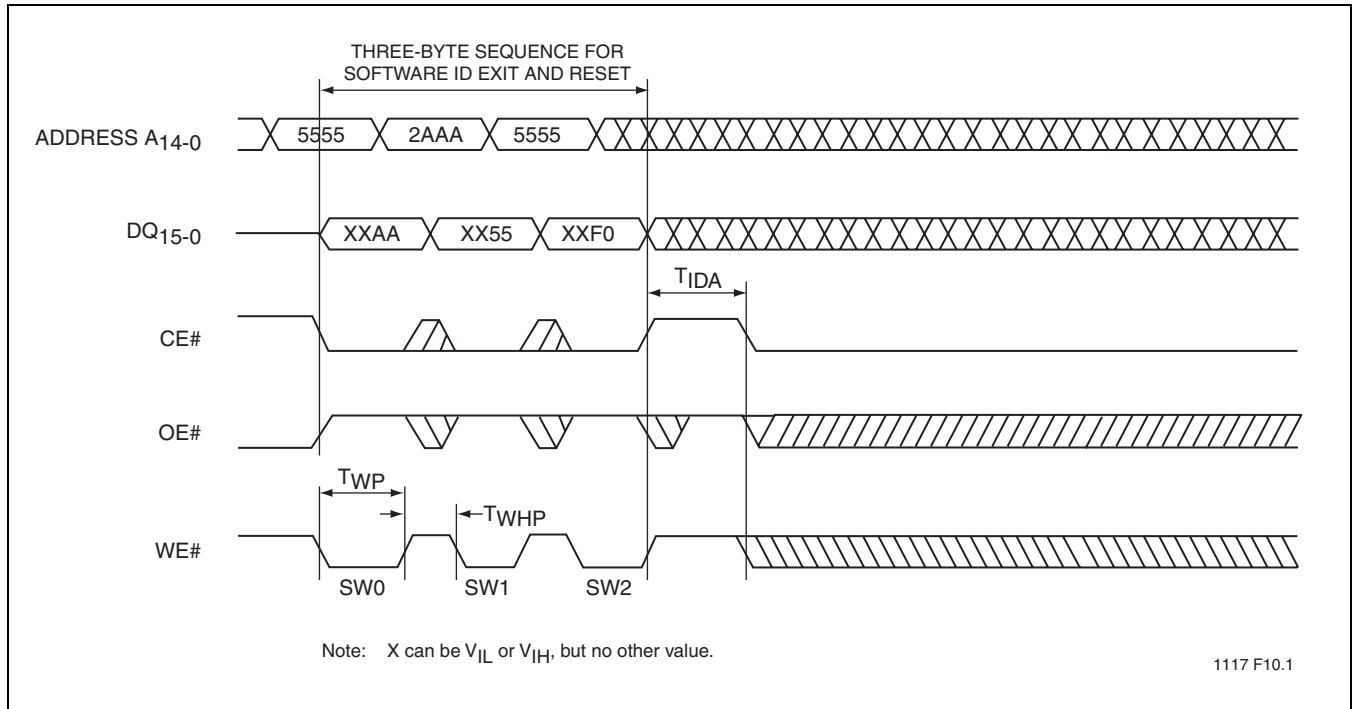 THREE-BYTE SEQUENCE FOR
SOFTWARE ID EXIT AND RESET
ADDRESS A14-0
5555
2AAA
5555
DQ15-0
XXAA
XX55
XXF0
TIDA
CE#
OE#
TWP
TWHP
WE#
SW0
SW1
SW2
Note: X can be VIL or VIH, but no other value.
1117 F10.1